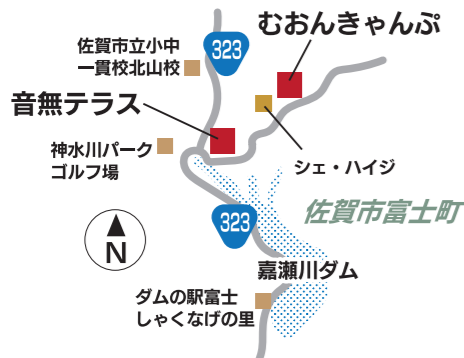 むおんきゃんぷ
佐賀市立小中
一貫校北山校
323
音無テラス
神水川パーク
ゴルフ場
シェ・ハイジ
佐賀市富士町
323
N
嘉瀬川ダム
ダムの駅富士
しゃくなげの里